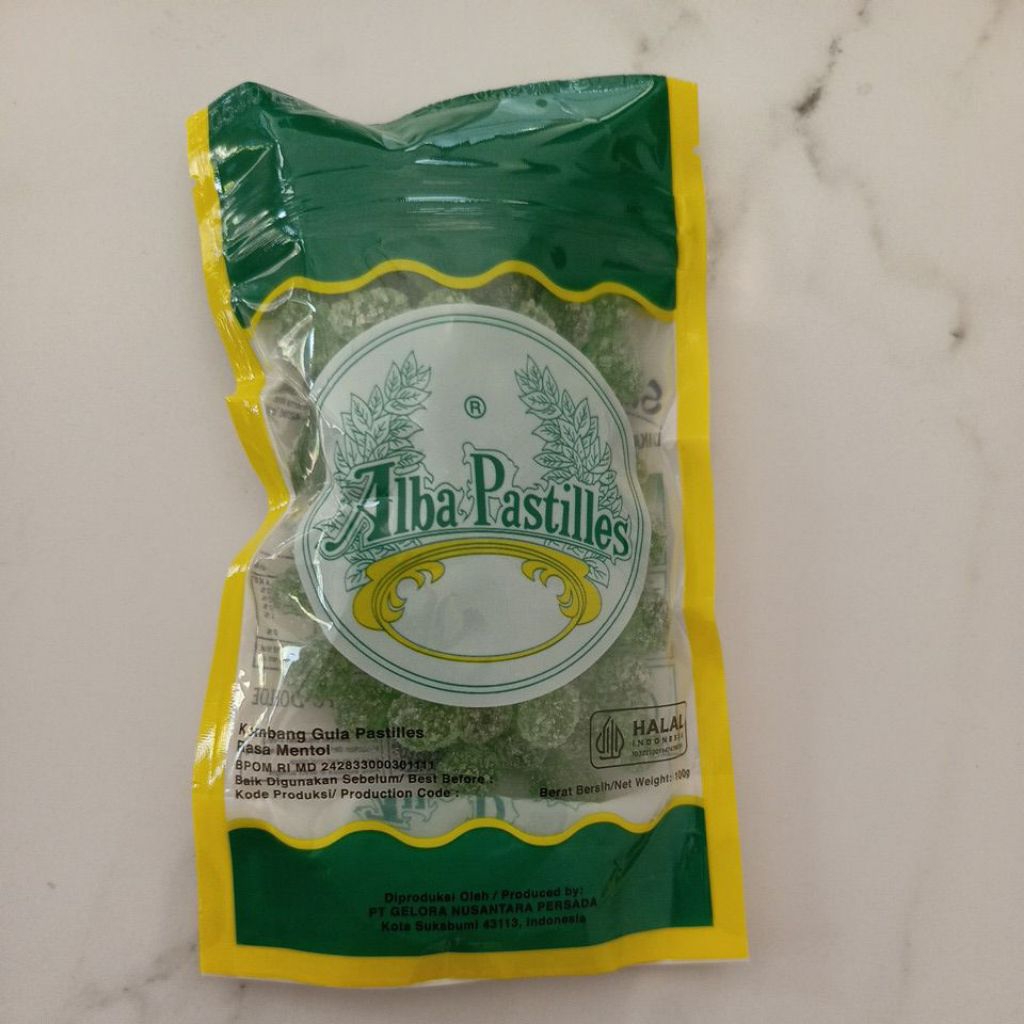 ®
Alba Pastilles
Kembang Gula Pastilles
Rasa Mentol
BPOM RI MD 242833000301111
Baik Digunakan Sebelum/ Best Before :
Kode Produksi/ Production Code :
HALAL
INDONESIA
Berat Bersih/Net Weight: 100g
Diproduksi Oleh / Produced by:
PT GELORA NUSANTARA PERSADA
Kota Sukabumi 43113, Indonesia